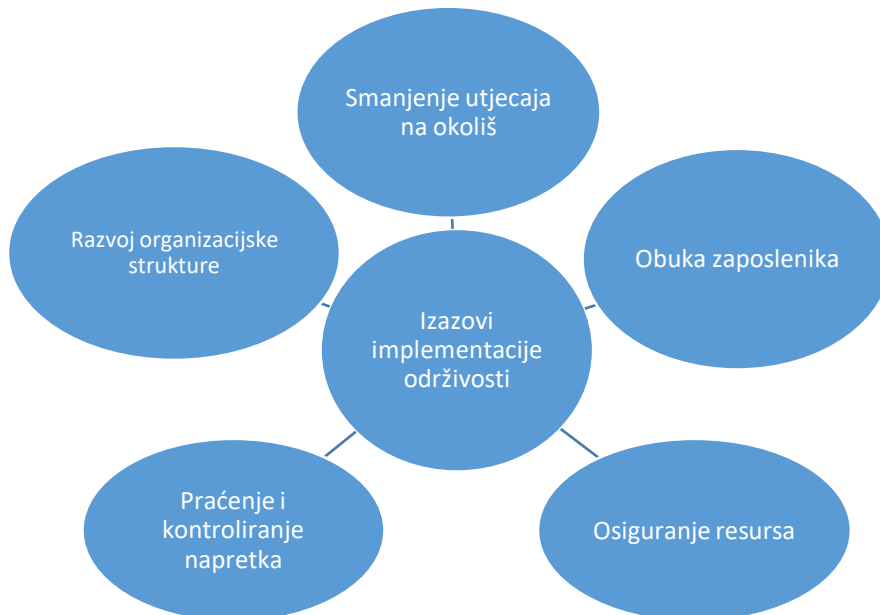 Smanjenje utjecaja
na okoliš
Razvoj organizacijske
strukture
Obuka zaposlenika
Izazovi
implementacije
održivosti
Praćenje i
kontroliranje
napretka
Osiguranje resursa